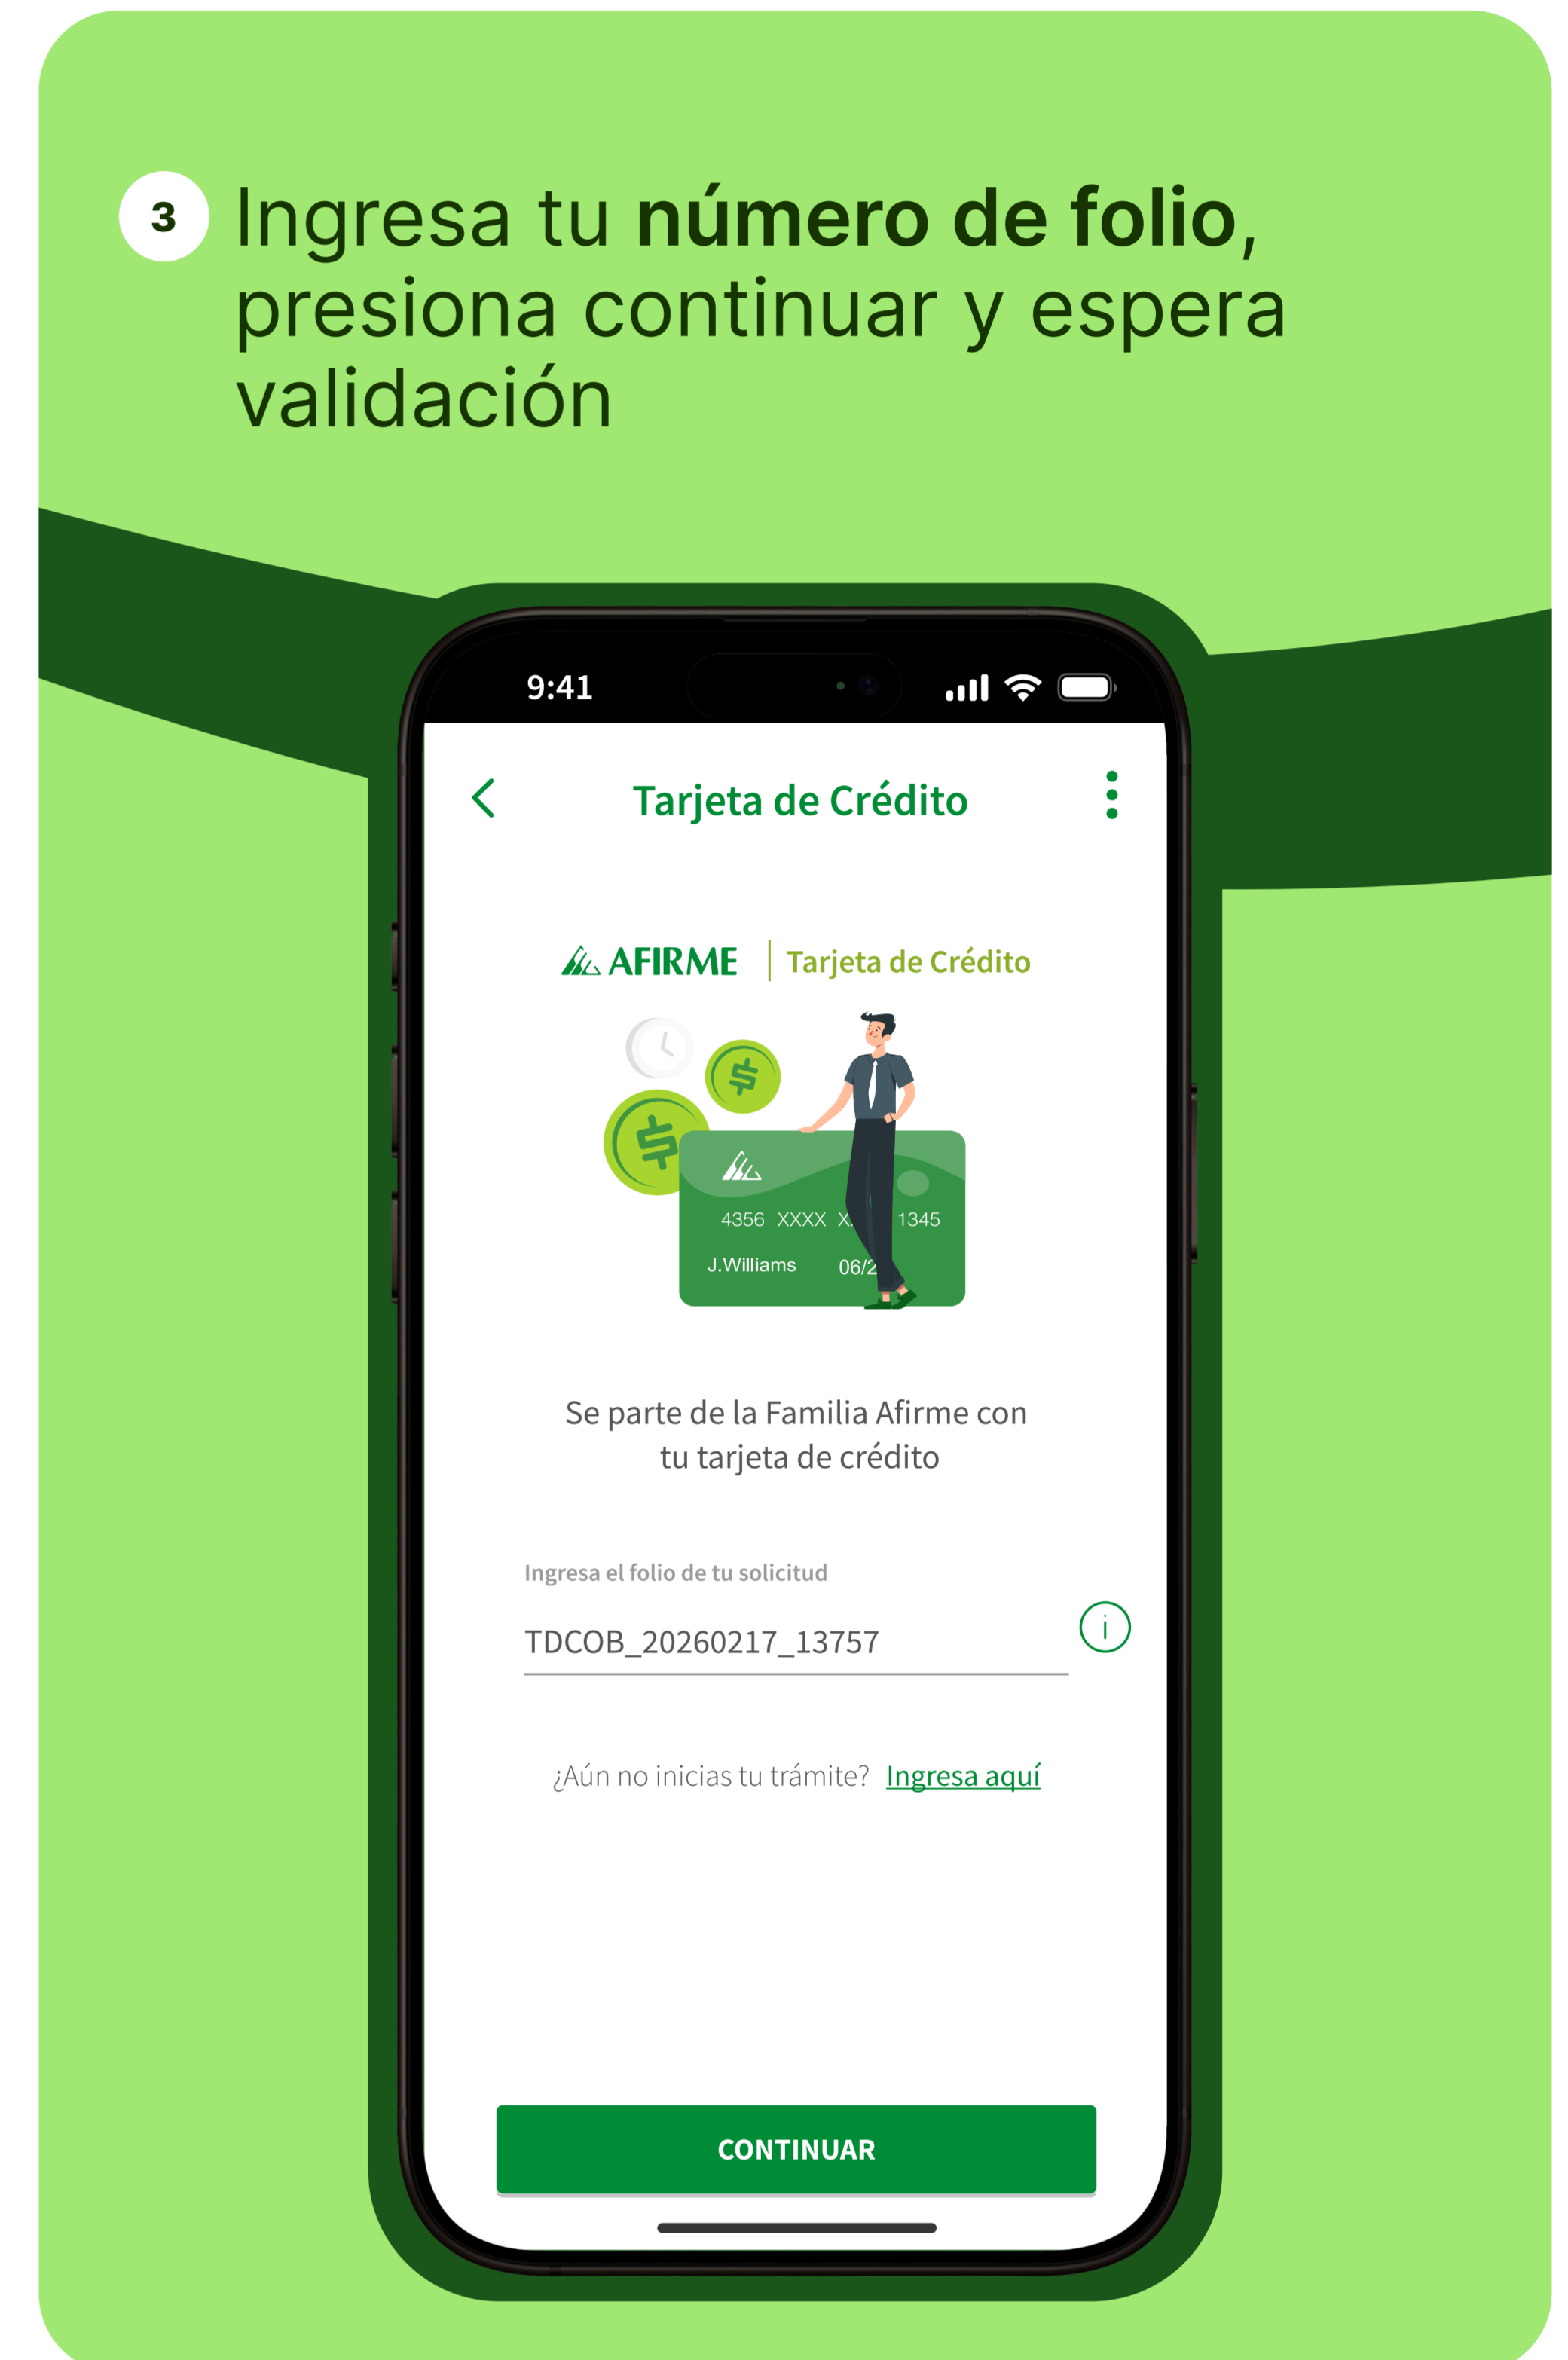 3
Ingresa tu número de folio,
presiona continuar y espera
validación
9:41
Tarjeta de Crédito
AFIRME | Tarjeta de Crédito
4356 XXXX X 1345
J.Williams 06/2
Se parte de la Familia Afirme con
tu tarjeta de crédito
Ingresa el folio de tu solicitud
TDCOB_20260217_13757
i
¿Aún no inicias tu trámite? Ingresa aquí
CONTINUAR